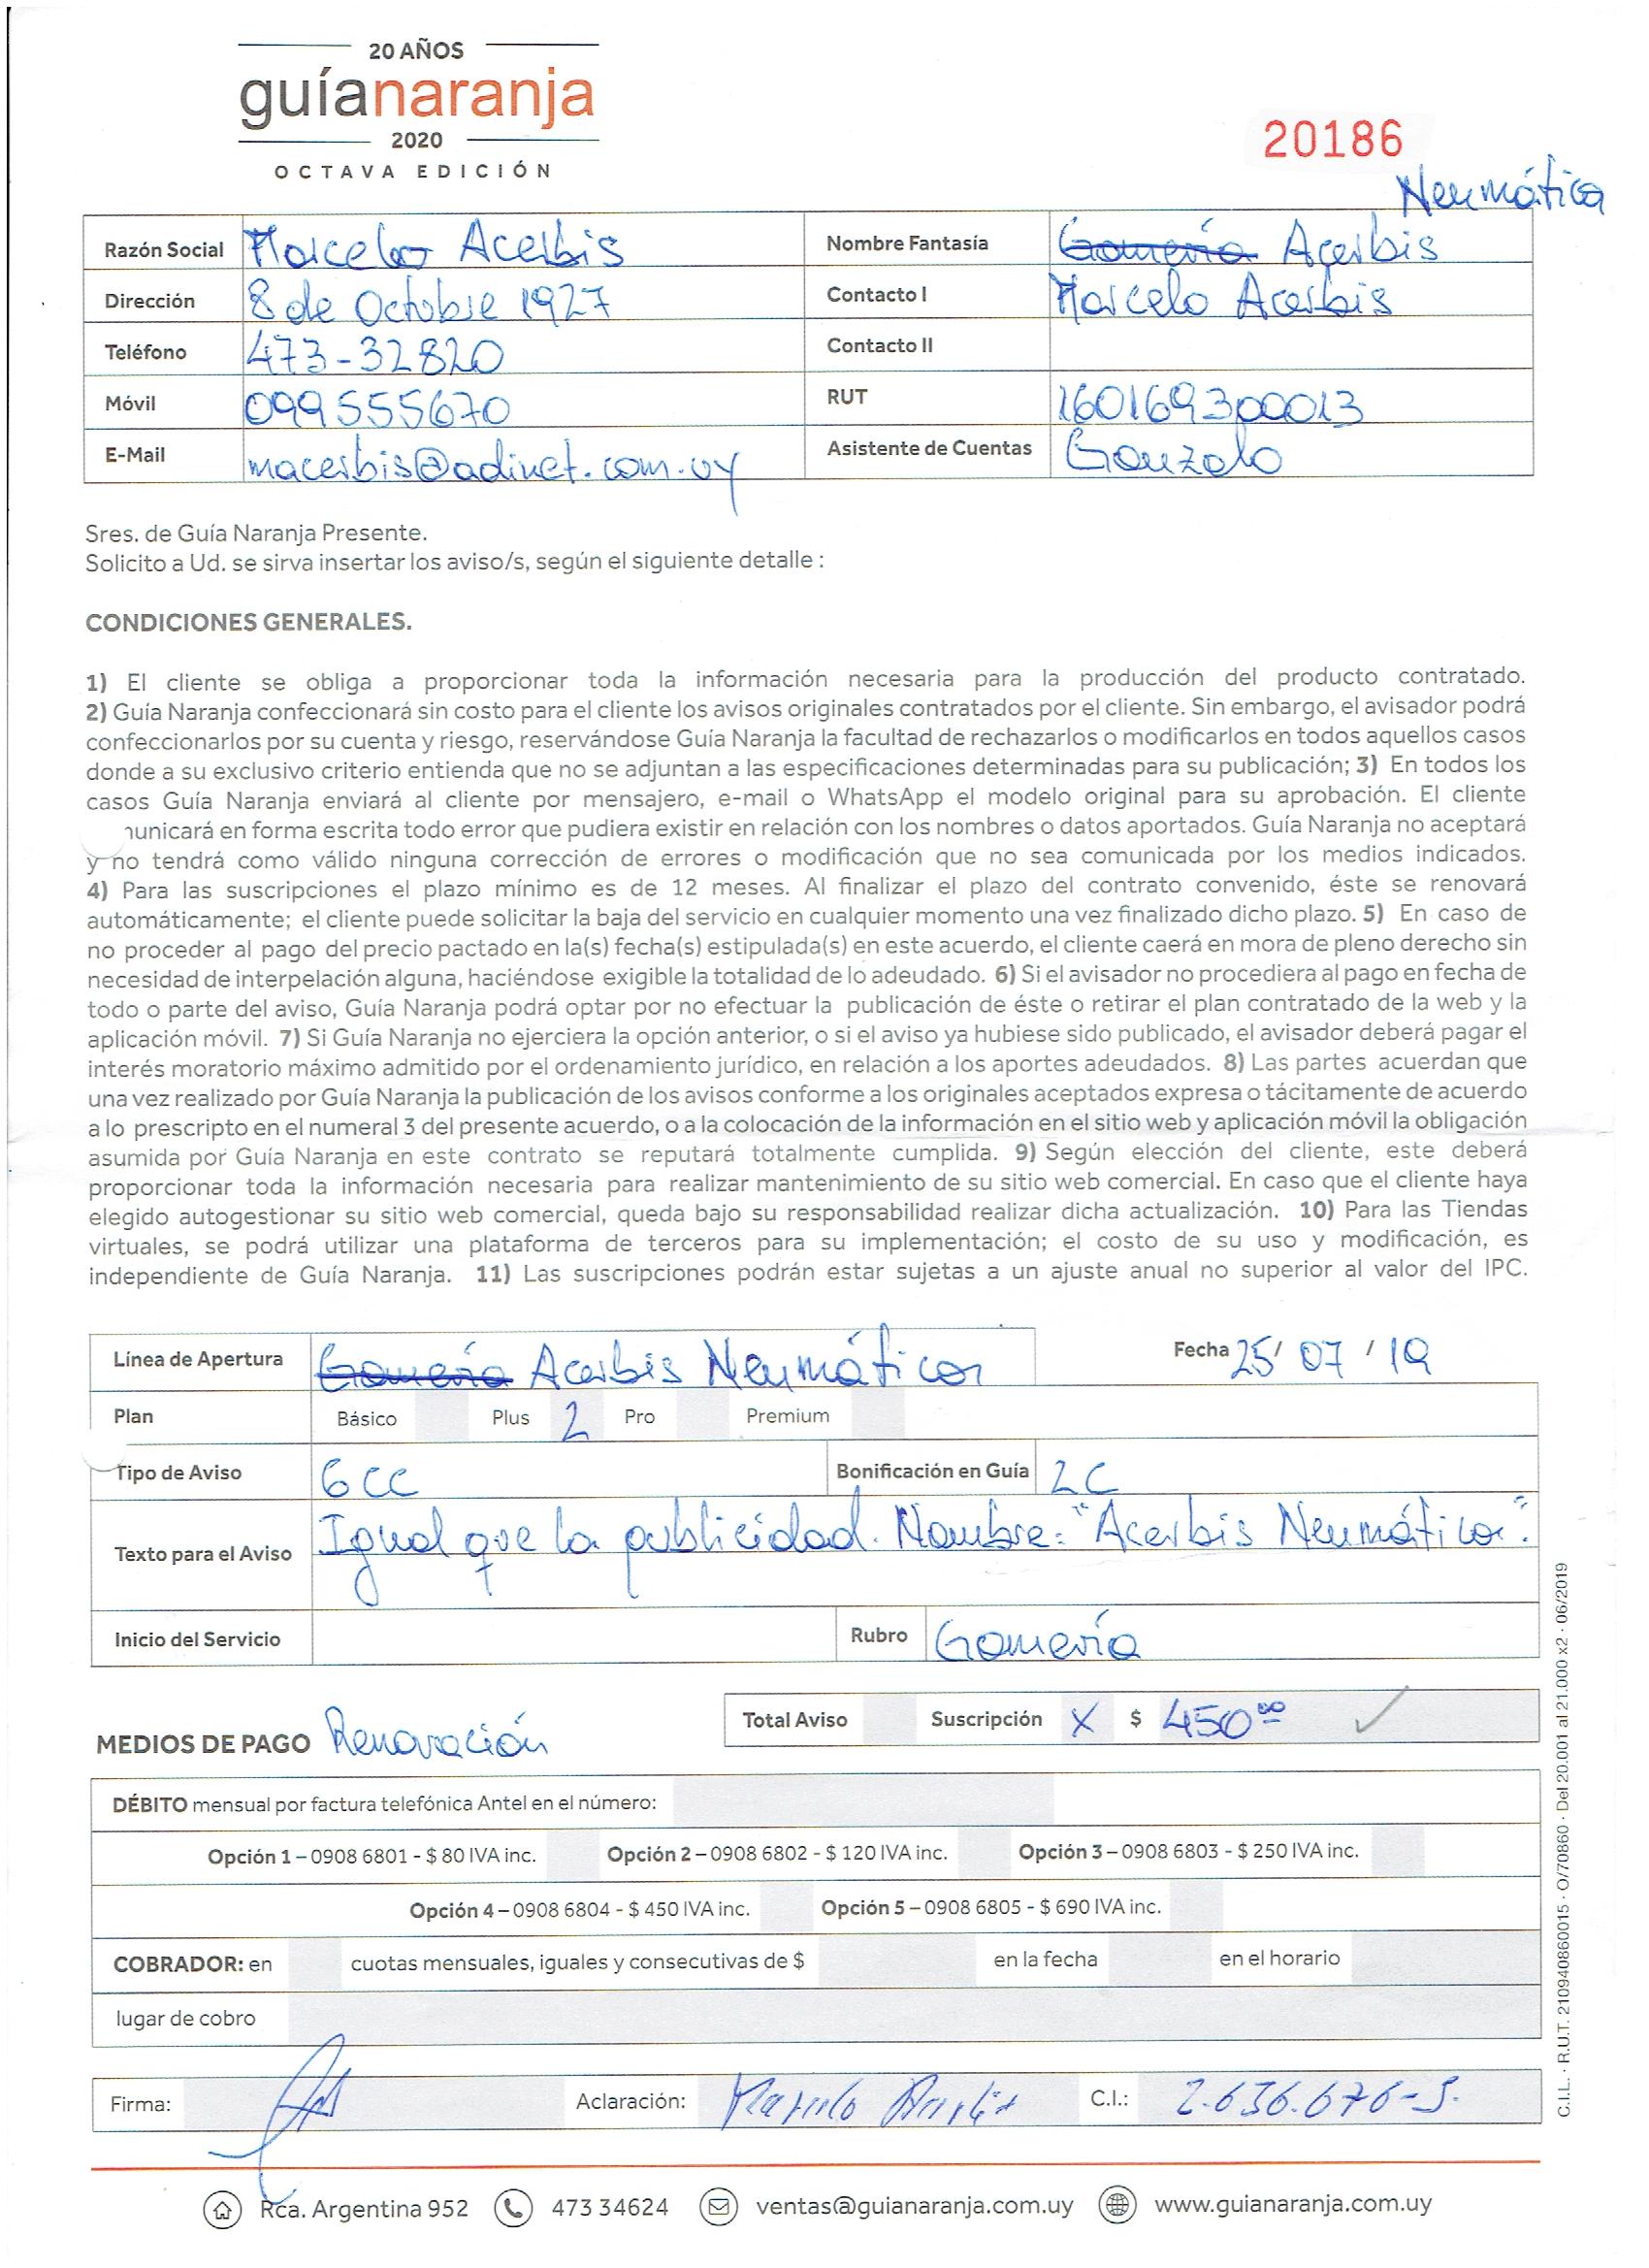 20 AÑOS
guíanaranja
2020
OCTAVA EDICIÓN
20186
Neumática
Razón Social Marcelo Acerbis Nombre Fantasía Gomería Acerbis
Dirección 8 de Octubre 1927 Contacto I Marcelo Acerbis
Teléfono 473-32820 Contacto II
Móvil 099555670 RUT 160169300013
E-Mail macerbis@adinet.com.uy Asistente de Cuentas Gonzalo
Sres. de Guía Naranja Presente.
Solicito a Ud. se sirva insertar los aviso/s, según el siguiente detalle :
CONDICIONES GENERALES.
1) El cliente se obliga a proporcionar toda la información necesaria para la producción del producto contratado.
2) Guía Naranja confeccionará sin costo para el cliente los avisos originales contratados por el cliente. Sin embargo, el avisador podrá
confeccionarlos por su cuenta y riesgo, reservándose Guía Naranja la facultad de rechazarlos o modificarlos en todos aquellos casos
donde a su exclusivo criterio entienda que no se adjuntan a las especificaciones determinadas para su publicación; 3) En todos los
casos Guía Naranja enviará al cliente por mensajero, e-mail o WhatsApp el modelo original para su aprobación. El cliente
unicará en forma escrita todo error que pudiera existir en relación con los nombres o datos aportados. Guía Naranja no aceptará
y no tendrá como válido ninguna corrección de errores o modificación que no sea comunicada por los medios indicados.
4) Para las suscripciones el plazo mínimo es de 12 meses. Al finalizar el plazo del contrato convenido, éste se renovará
automáticamente; el cliente puede solicitar la baja del servicio en cualquier momento una vez finalizado dicho plazo. 5) En caso de
no proceder al pago del precio pactado en la(s) fecha(s) estipulada(s) en este acuerdo, el cliente caerá en mora de pleno derecho sin
necesidad de interpelación alguna, haciéndose exigible la totalidad de lo adeudado. 6) Si el avisador no procediera al pago en fecha de
todo o parte del aviso, Guía Naranja podrá optar por no efectuar la publicación de éste o retirar el plan contratado de la web y la
aplicación móvil. 7) Si Guía Naranja no ejerciera la opción anterior, o si el aviso ya hubiese sido publicado, el avisador deberá pagar el
interés moratorio máximo admitido por el ordenamiento jurídico, en relación a los aportes adeudados. 8) Las partes acuerdan que
una vez realizado por Guía Naranja la publicación de los avisos conforme a los originales aceptados expresa o tácitamente de acuerdo
a lo prescripto en el numeral 3 del presente acuerdo, o a la colocación de la información en el sitio web y aplicación móvil la obligación
asumida por Guía Naranja en este contrato se reputará totalmente cumplida. 9) Según elección del cliente, este deberá
proporcionar toda la información necesaria para realizar mantenimiento de su sitio web comercial. En caso que el cliente haya
elegido autogestionar su sitio web comercial, queda bajo su responsabilidad realizar dicha actualización. 10) Para las Tiendas
virtuales, se podrá utilizar una plataforma de terceros para su implementación; el costo de su uso y modificación, es
independiente de Guía Naranja. 11) Las suscripciones podrán estar sujetas a un ajuste anual no superior al valor del IPC.
Línea de Apertura Gomería Acerbis Neumáticos Fecha 25/ 07 / 19
Plan Básico Plus 2 Pro Premium
Tipo de Aviso 6CC Bonificación en Guía 2C
Texto para el Aviso Igual que la publicidad. Nombre: "Acerbis Neumáticos".
Inicio del Servicio Rubro Gomería
Total Aviso Suscripción X $ 450⁰⁰ ✓
MEDIOS DE PAGO Renovación
DÉBITO mensual por factura telefónica Antel en el número:
Opción 1 – 0908 6801 - $ 80 IVA inc. Opción 2 – 0908 6802 - $ 120 IVA inc. Opción 3 – 0908 6803 - $ 250 IVA inc.
Opción 4 – 0908 6804 - $ 450 IVA inc. Opción 5 – 0908 6805 - $ 690 IVA inc.
COBRADOR: en cuotas mensuales, iguales y consecutivas de $ en la fecha en el horario
lugar de cobro
Firma: Aclaración: Marcelo Acerbis C.I.: 2.636.676-5.
Rca. Argentina 952 473 34624 ventas@guianaranja.com.uy www.guianaranja.com.uy
C.I.L. · R.U.T. 210940860015 · O/70860 · Del 20.001 al 21.000 x2 · 06/2019